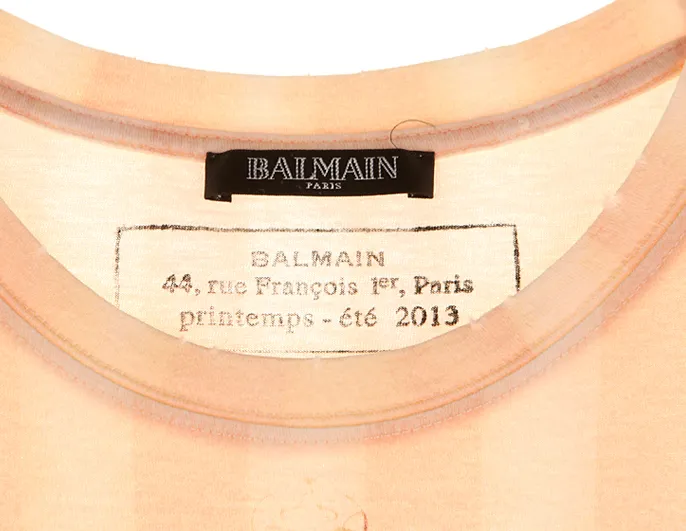 BALMAIN
PARIS
BALMAIN
44, rue François 1er, Paris
printemps - été 2013